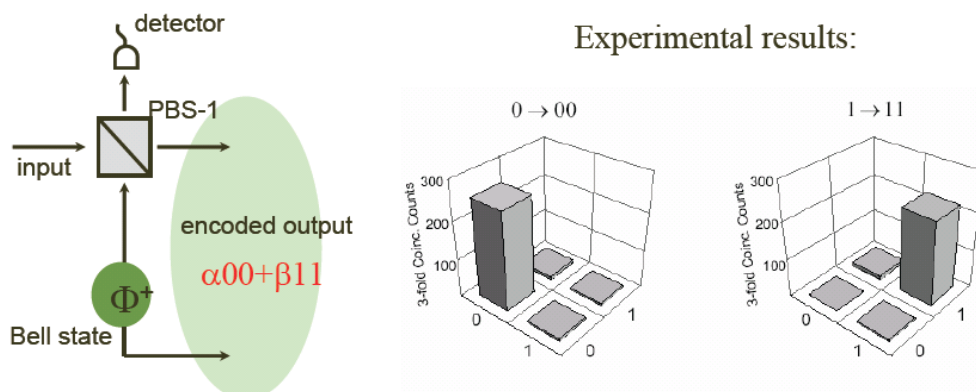 detector
PBS-1
input
encoded output
α00+β11
Φ⁺
Bell state
Experimental results:
0 → 00
3-fold Coinc. Counts
300
200
100
0
1
0
1
1 → 11
3-fold Coinc. Counts
300
200
100
0
1
0
1